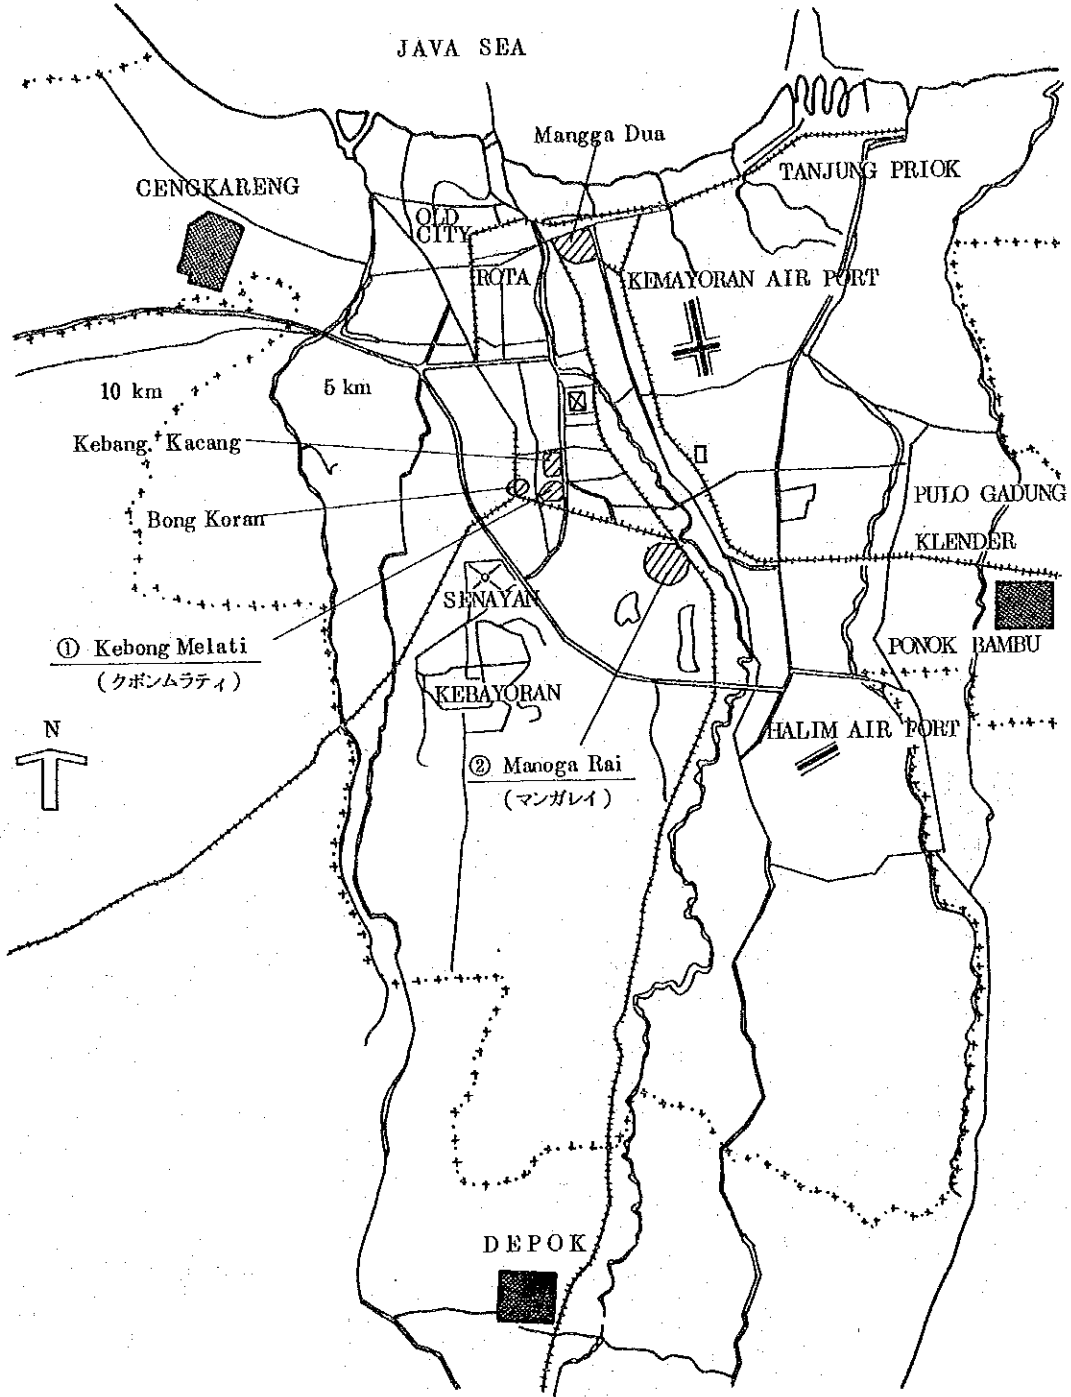 JAVA SEA
Mangga Dua
TANJUNG PRIOK
CENGKARENG
OLD
CITY
ROTA
KEMAYORAN AIR PORT
10 km
5 km
Kebang. Kacang
PULO GADUNG
Bong Koran
KLENDER
SENAYAN
① Kebong Melati
(クボンムラティ)
PONOK BAMBU
KEBAYORAN
N
HALIM AIR PORT
② Manoga Rai
(マンガレイ)
DEPOK